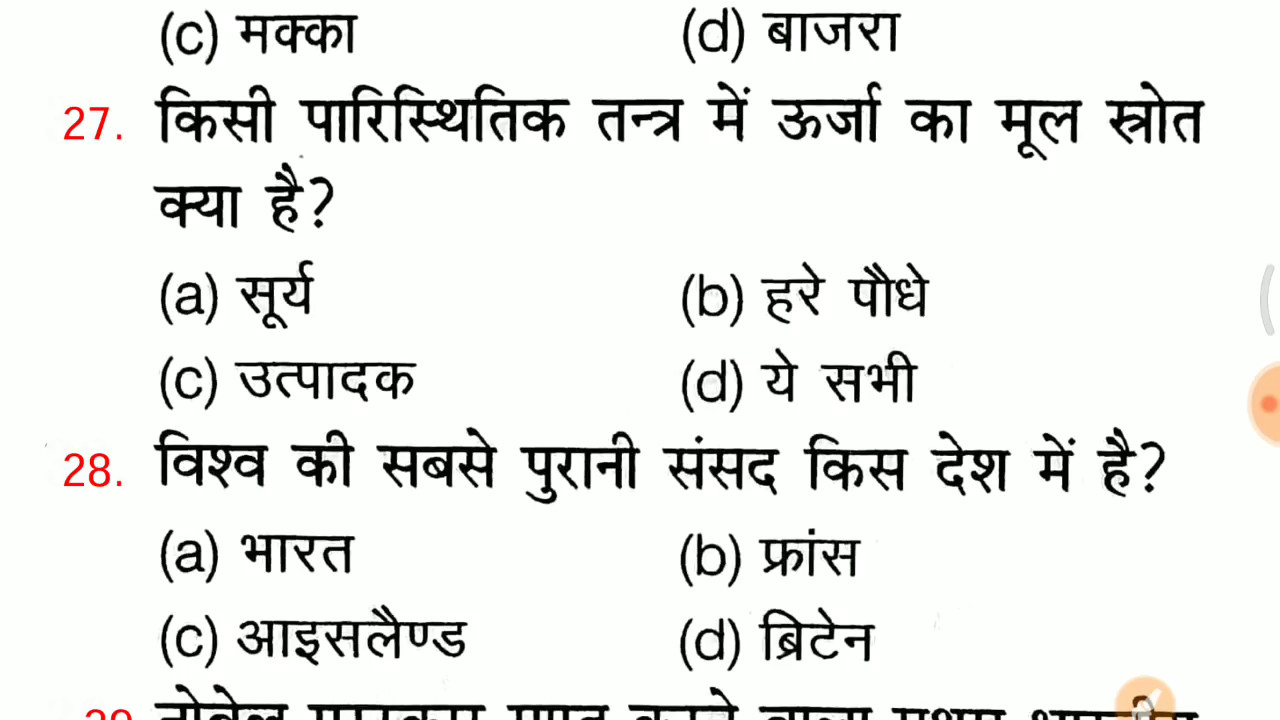 (c) मक्का (d) बाजरा
27. किसी पारिस्थितिक तन्त्र में ऊर्जा का मूल स्रोत
क्या है?
(a) सूर्य (b) हरे पौधे
(c) उत्पादक (d) ये सभी
28. विश्व की सबसे पुरानी संसद किस देश में है?
(a) भारत (b) फ्रांस
(c) आइसलैण्ड (d) ब्रिटेन